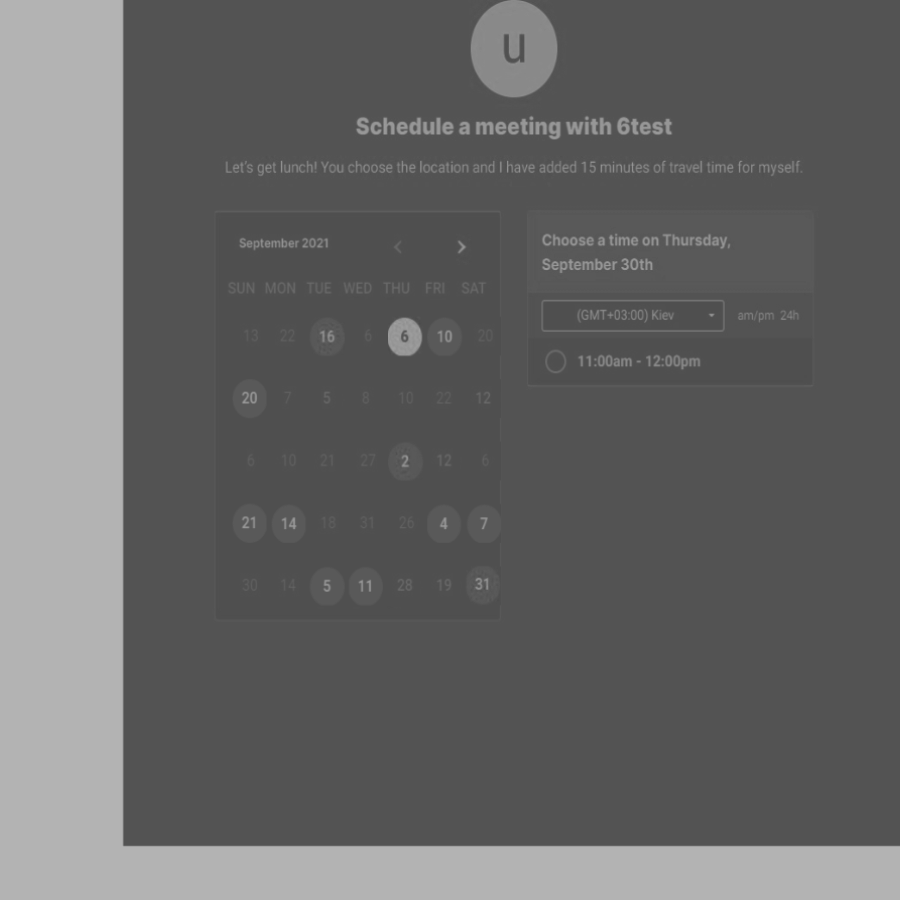 u
Schedule a meeting with 6test
Let's get lunch! You choose the location and I have added 15 minutes of travel time for myself.
September 2021
SUN MON TUE WED THU FRI SAT
13 22 16 6 6 10 20
20 7 5 8 10 22 12
6 10 21 27 2 12 6
21 14 18 31 26 4 7
30 14 5 11 28 19 31
Choose a time on Thursday,
September 30th
(GMT+03:00) Kiev am/pm 24h
11:00am - 12:00pm